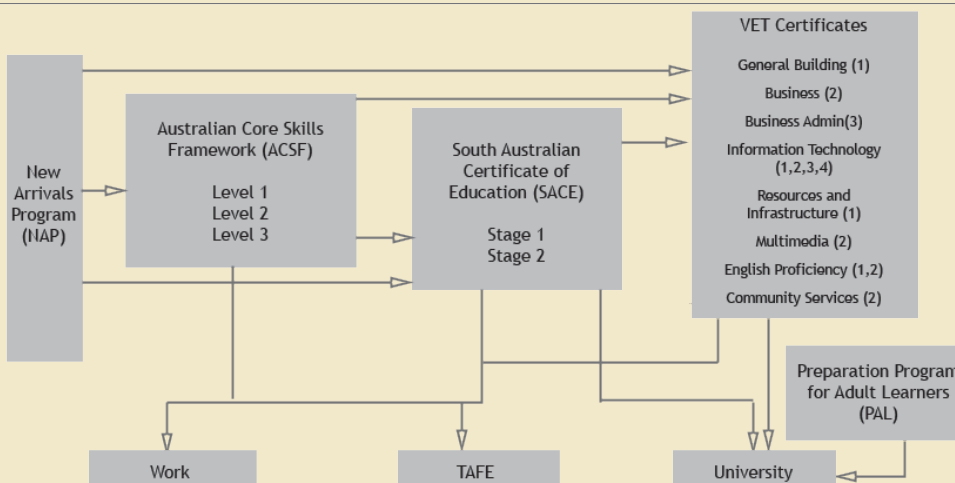 New
Arrivals
Program
(NAP)
Australian Core Skills
Framework (ACSF)
Level 1
Level 2
Level 3
South Australian
Certificate of
Education (SACE)
Stage 1
Stage 2
VET Certificates
General Building (1)
Business (2)
Business Admin(3)
Information Technology
(1,2,3,4)
Resources and
Infrastructure (1)
Multimedia (2)
English Proficiency (1,2)
Community Services (2)
Preparation Program
for Adult Learners
(PAL)
Work
TAFE
University